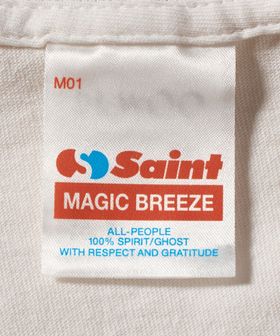 M01
Saint
MAGIC BREEZE
ALL-PEOPLE
100% SPIRIT/GHOST
WITH RESPECT AND GRATITUDE